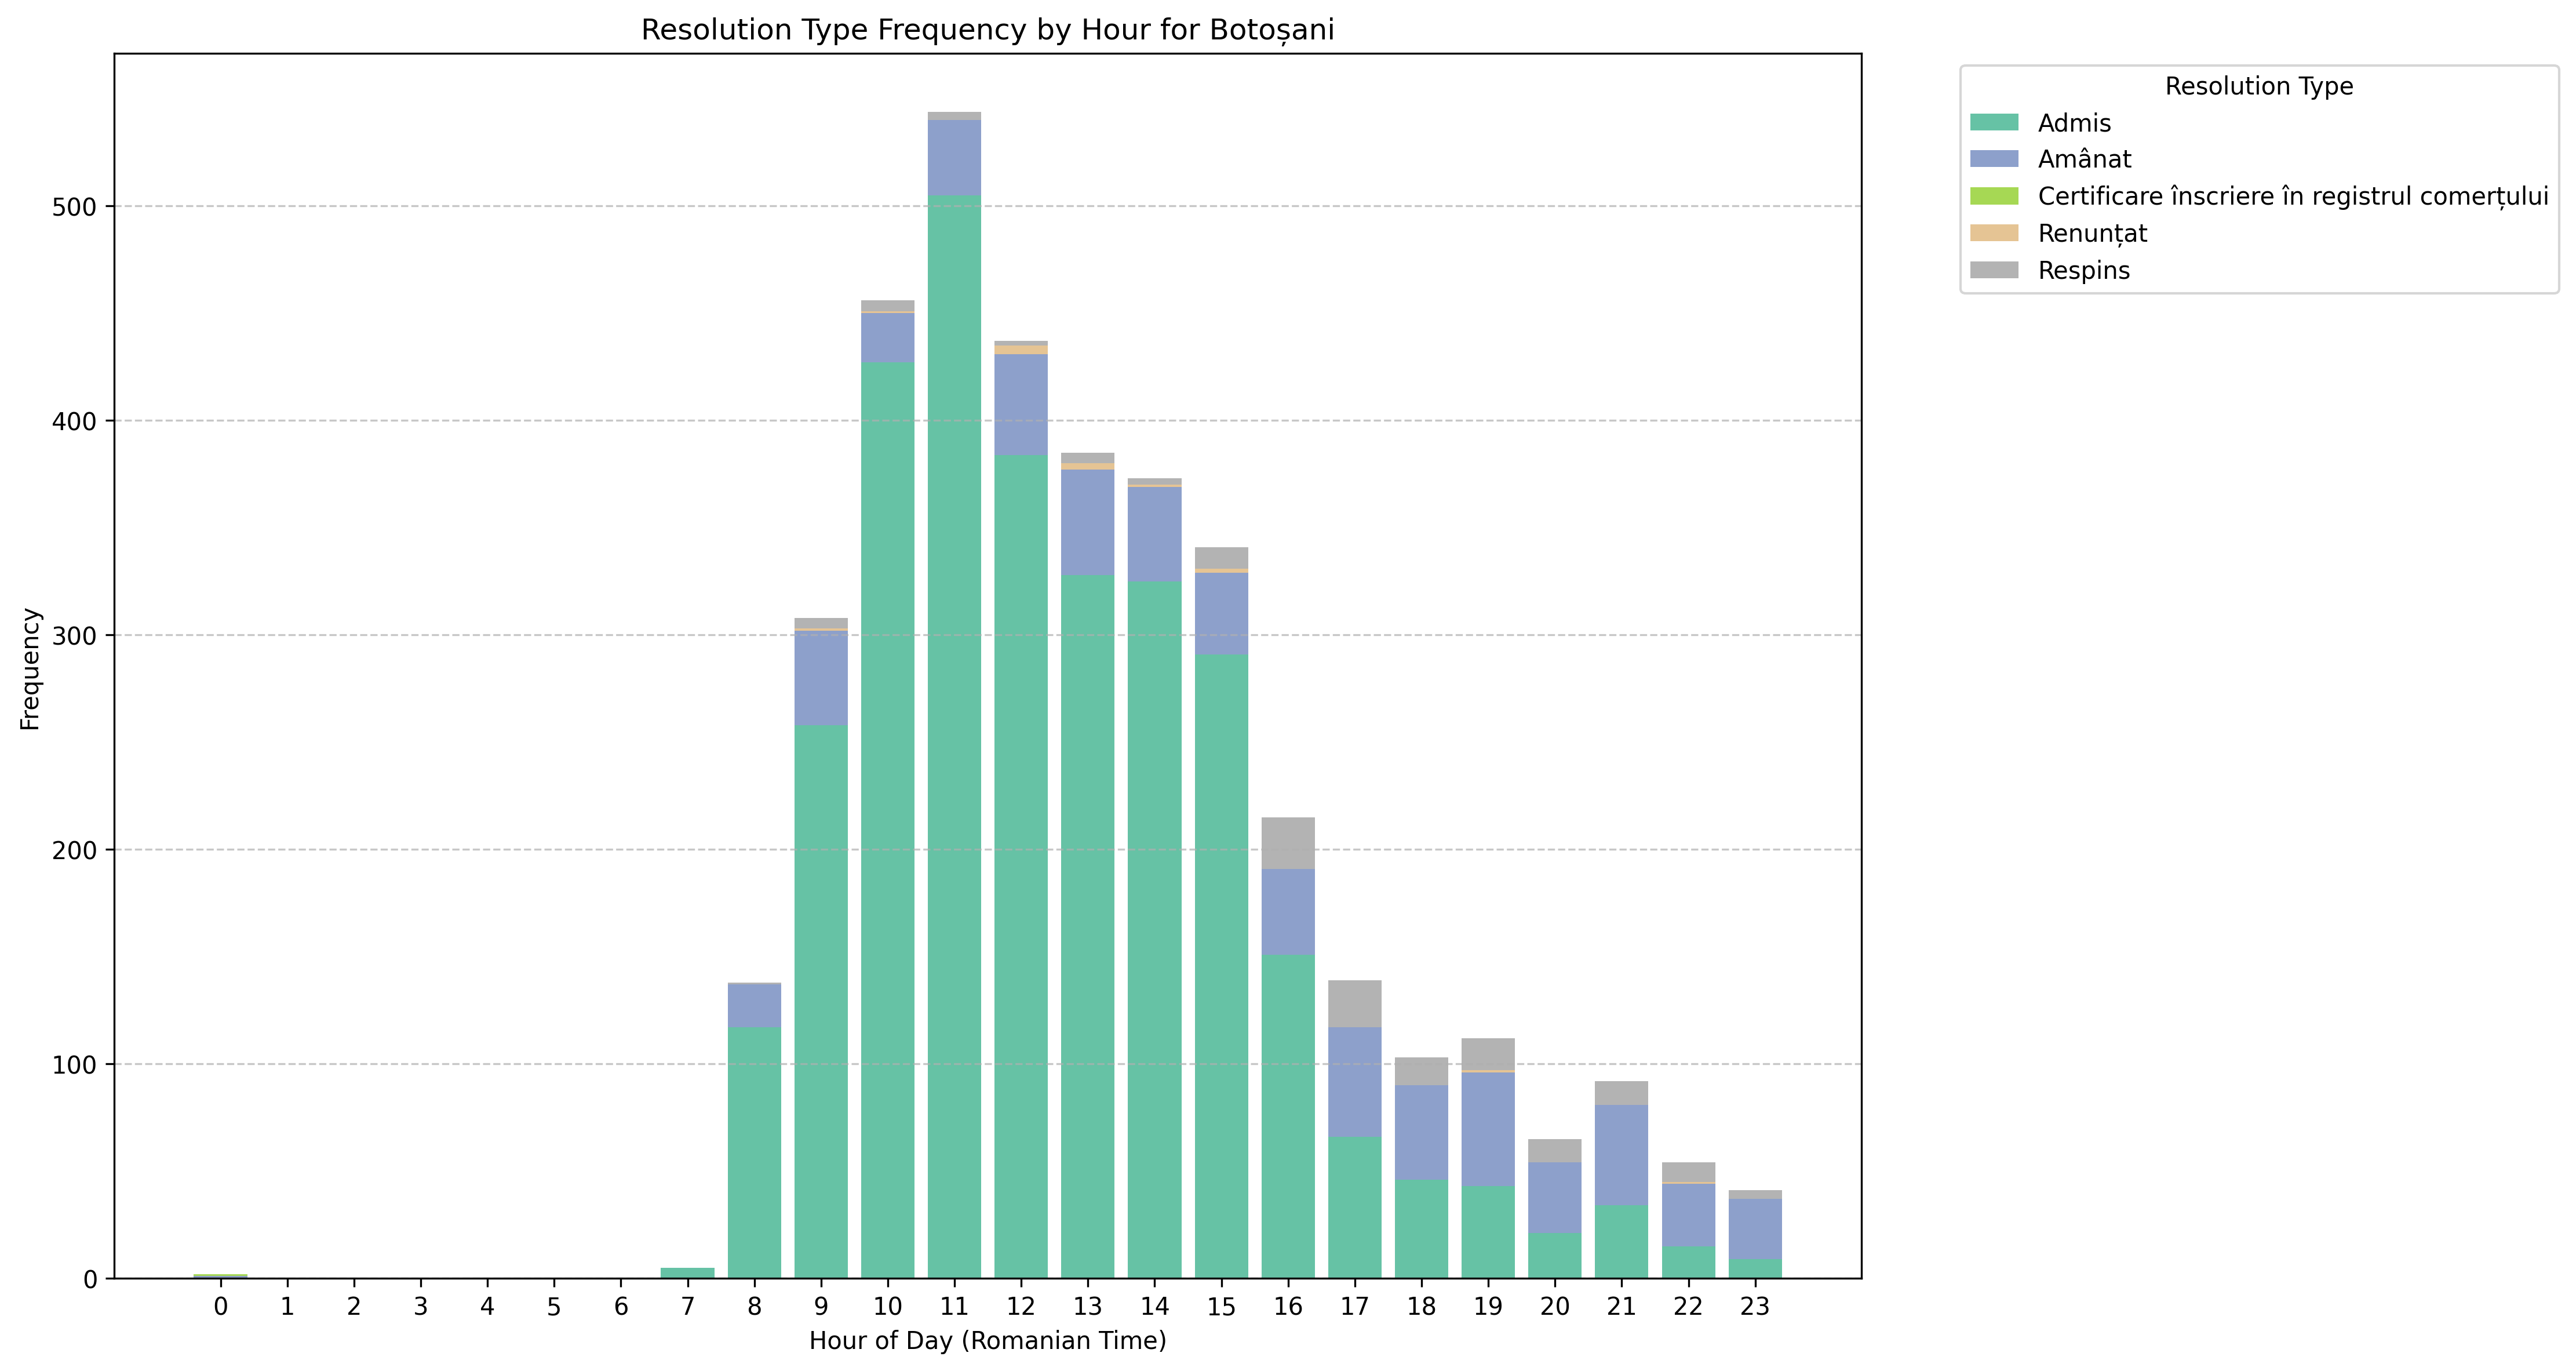 Resolution Type Frequency by Hour for Botoșani
Resolution Type
Admis
Amânat
Certificare înscriere în registrul comerțului
Renunțat
Respins
Frequency
500
400
300
200
100
0
0 1 2 3 4 5 6 7 8 9 10 11 12 13 14 15 16 17 18 19 20 21 22 23
Hour of Day (Romanian Time)